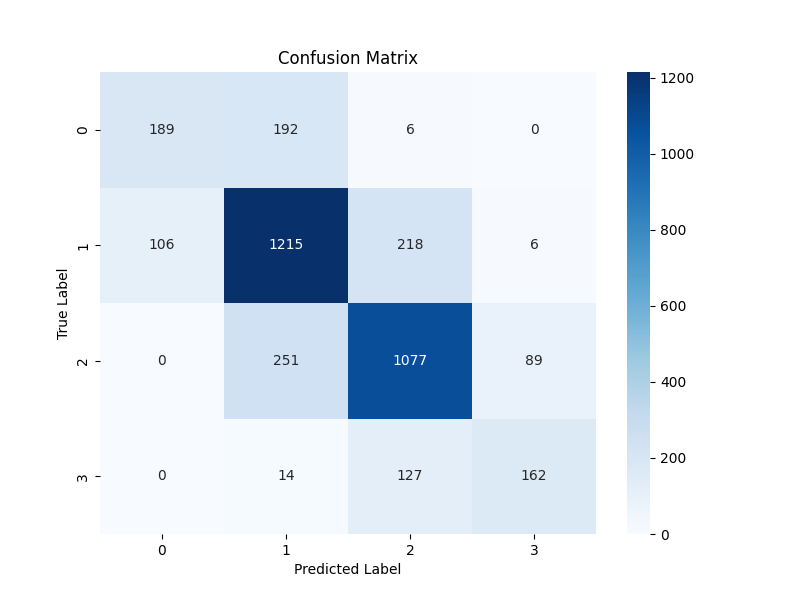 Confusion Matrix
0 189 192 6 0
1 106 1215 218 6
2 0 251 1077 89
3 0 14 127 162
0 1 2 3
Predicted Label
True Label
1200
1000
800
600
400
200
0